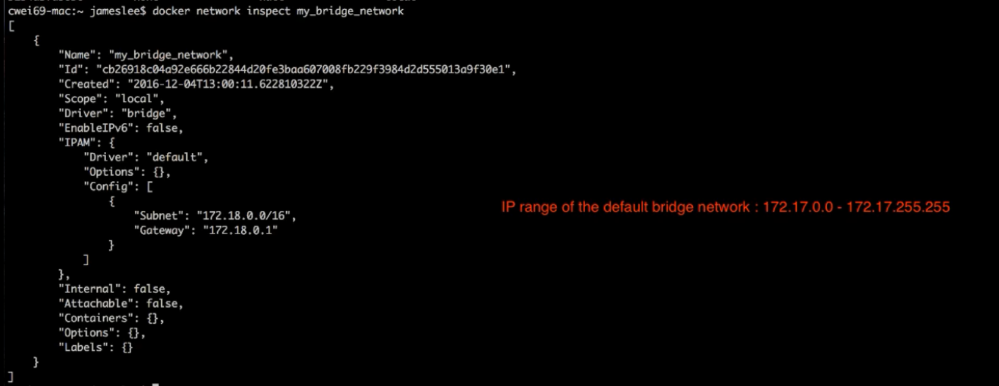 cwei69-mac:~ jameslee$ docker network inspect my_bridge_network
[
    {
        "Name": "my_bridge_network",
        "Id": "cb26918c04a92e666b22844d20fe3baa607008fb229f3984d2d555013a9f30e1",
        "Created": "2016-12-04T13:00:11.622810322Z",
        "Scope": "local",
        "Driver": "bridge",
        "EnableIPv6": false,
        "IPAM": {
            "Driver": "default",
            "Options": {},
            "Config": [
                {
IP range of the default bridge network : 172.17.0.0 - 172.17.255.255
                    "Subnet": "172.18.0.0/16",
                    "Gateway": "172.18.0.1"
                }
            ]
        },
        "Internal": false,
        "Attachable": false,
        "Containers": {},
        "Options": {},
        "Labels": {}
    }
]